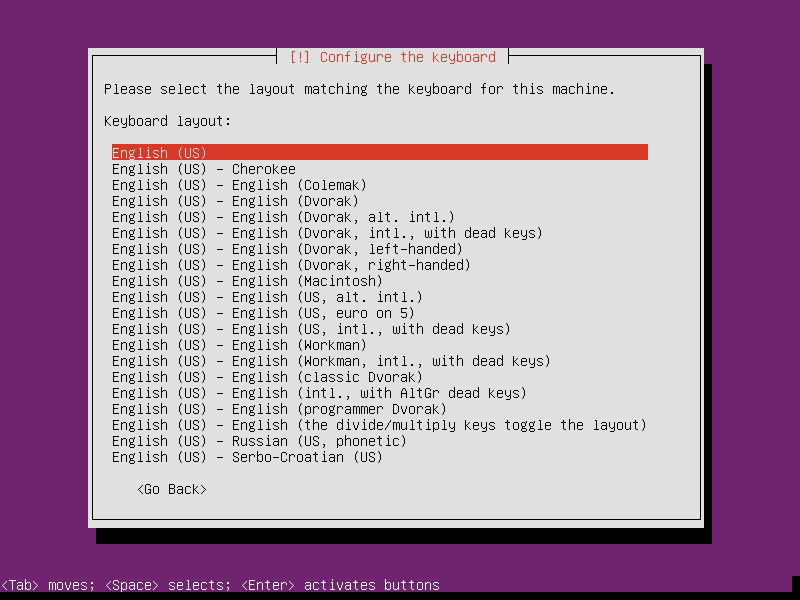 [!] Configure the keyboard
Please select the layout matching the keyboard for this machine.
Keyboard layout:
English (US)
English (US) - Cherokee
English (US) - English (Colemak)
English (US) - English (Dvorak)
English (US) - English (Dvorak, alt. intl.)
English (US) - English (Dvorak, intl., with dead keys)
English (US) - English (Dvorak, left-handed)
English (US) - English (Dvorak, right-handed)
English (US) - English (Macintosh)
English (US) - English (US, alt. intl.)
English (US) - English (US, euro on 5)
English (US) - English (US, intl., with dead keys)
English (US) - English (Workman)
English (US) - English (Workman, intl., with dead keys)
English (US) - English (classic Dvorak)
English (US) - English (intl., with AltGr dead keys)
English (US) - English (programmer Dvorak)
English (US) - English (the divide/multiply keys toggle the layout)
English (US) - Russian (US, phonetic)
English (US) - Serbo-Croatian (US)
<Go Back>
<Tab> moves; <Space> selects; <Enter> activates buttons